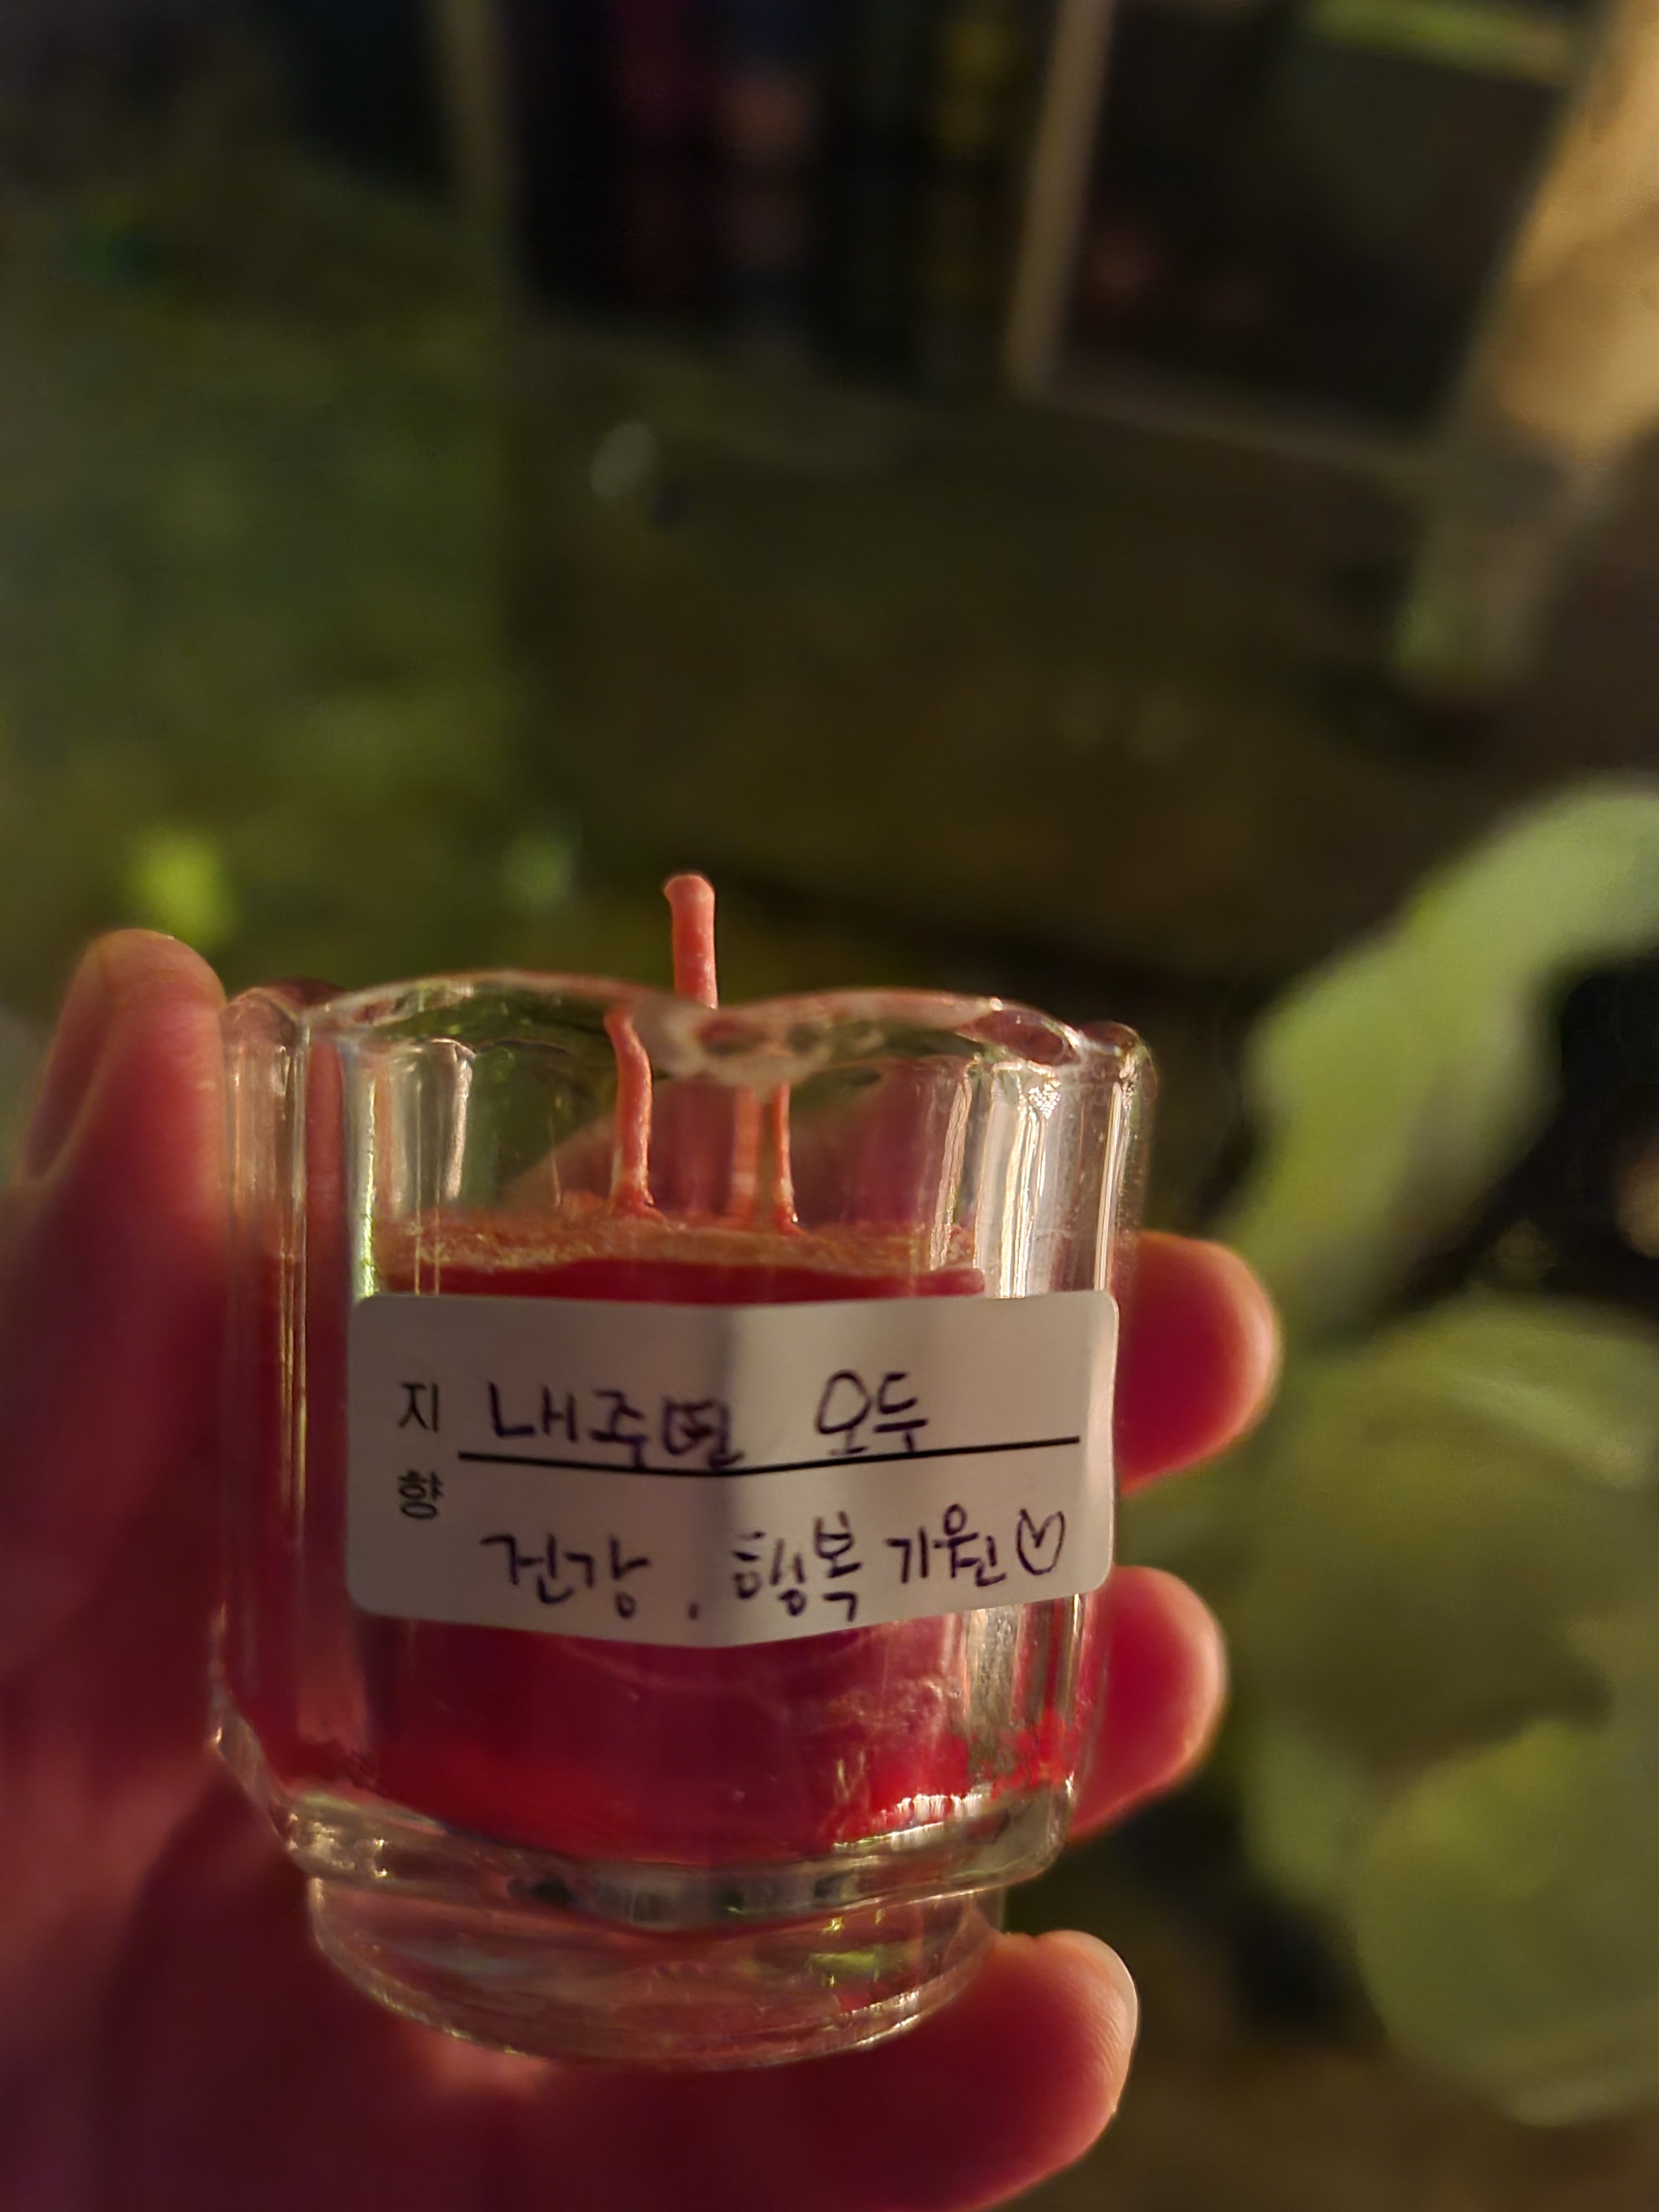 지향
내주변 모두
건강, 행복 기원♡